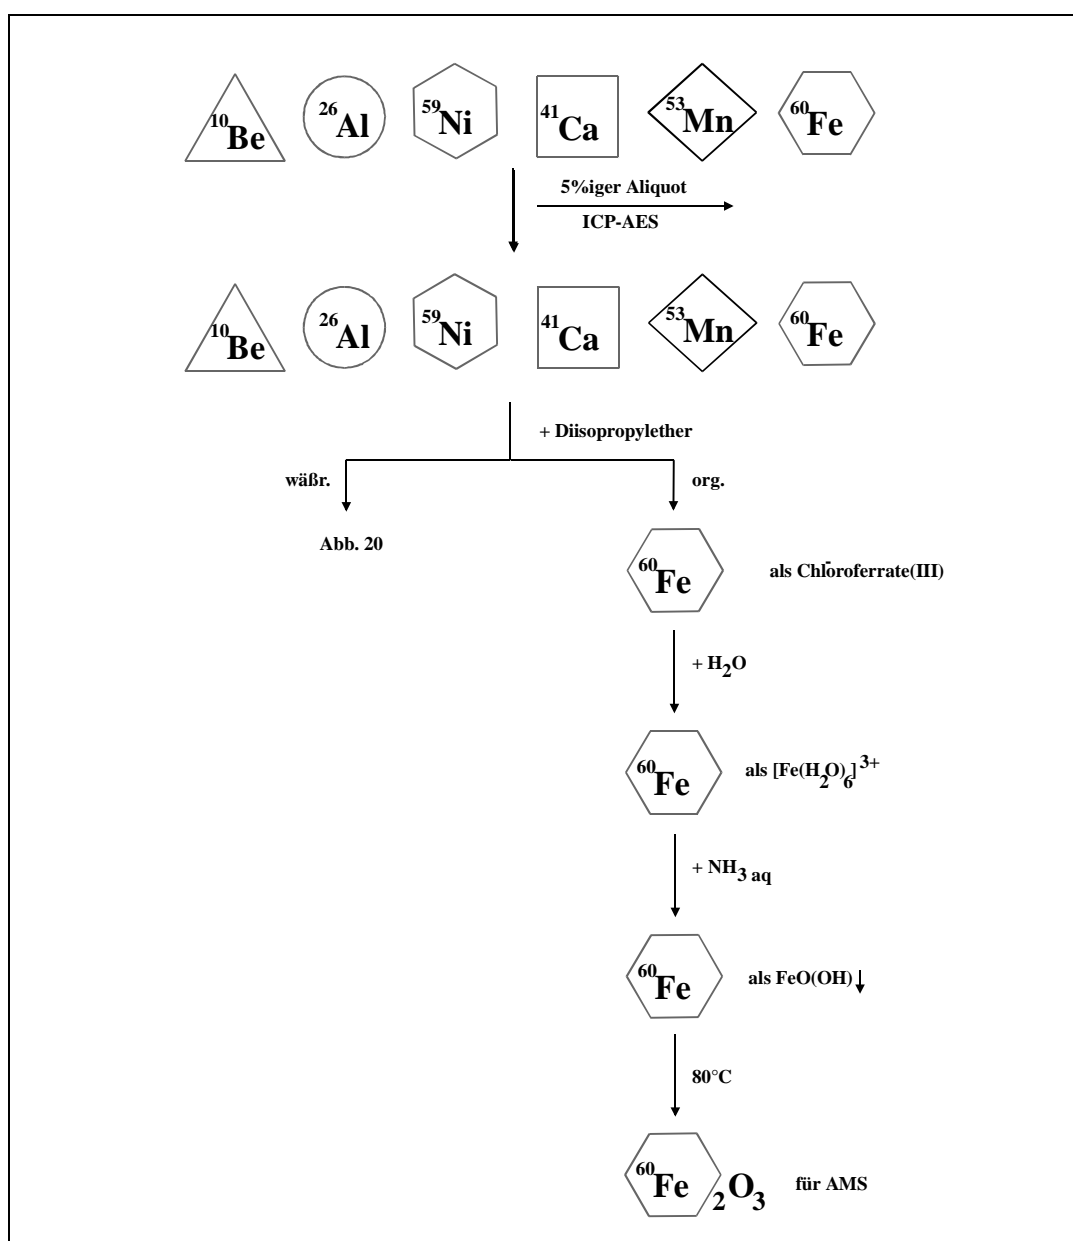 10Be 26Al 59Ni 41Ca 53Mn 60Fe
5%iger Aliquot
ICP-AES
10Be 26Al 59Ni 41Ca 53Mn 60Fe
+ Diisopropylether
wäßr. org.
Abb. 20
60Fe als Chloroferrate(III)
+ H2O
60Fe als [Fe(H2O)6]3+
+ NH3 aq
60Fe als FeO(OH)↓
80°C
60Fe2O3 für AMS